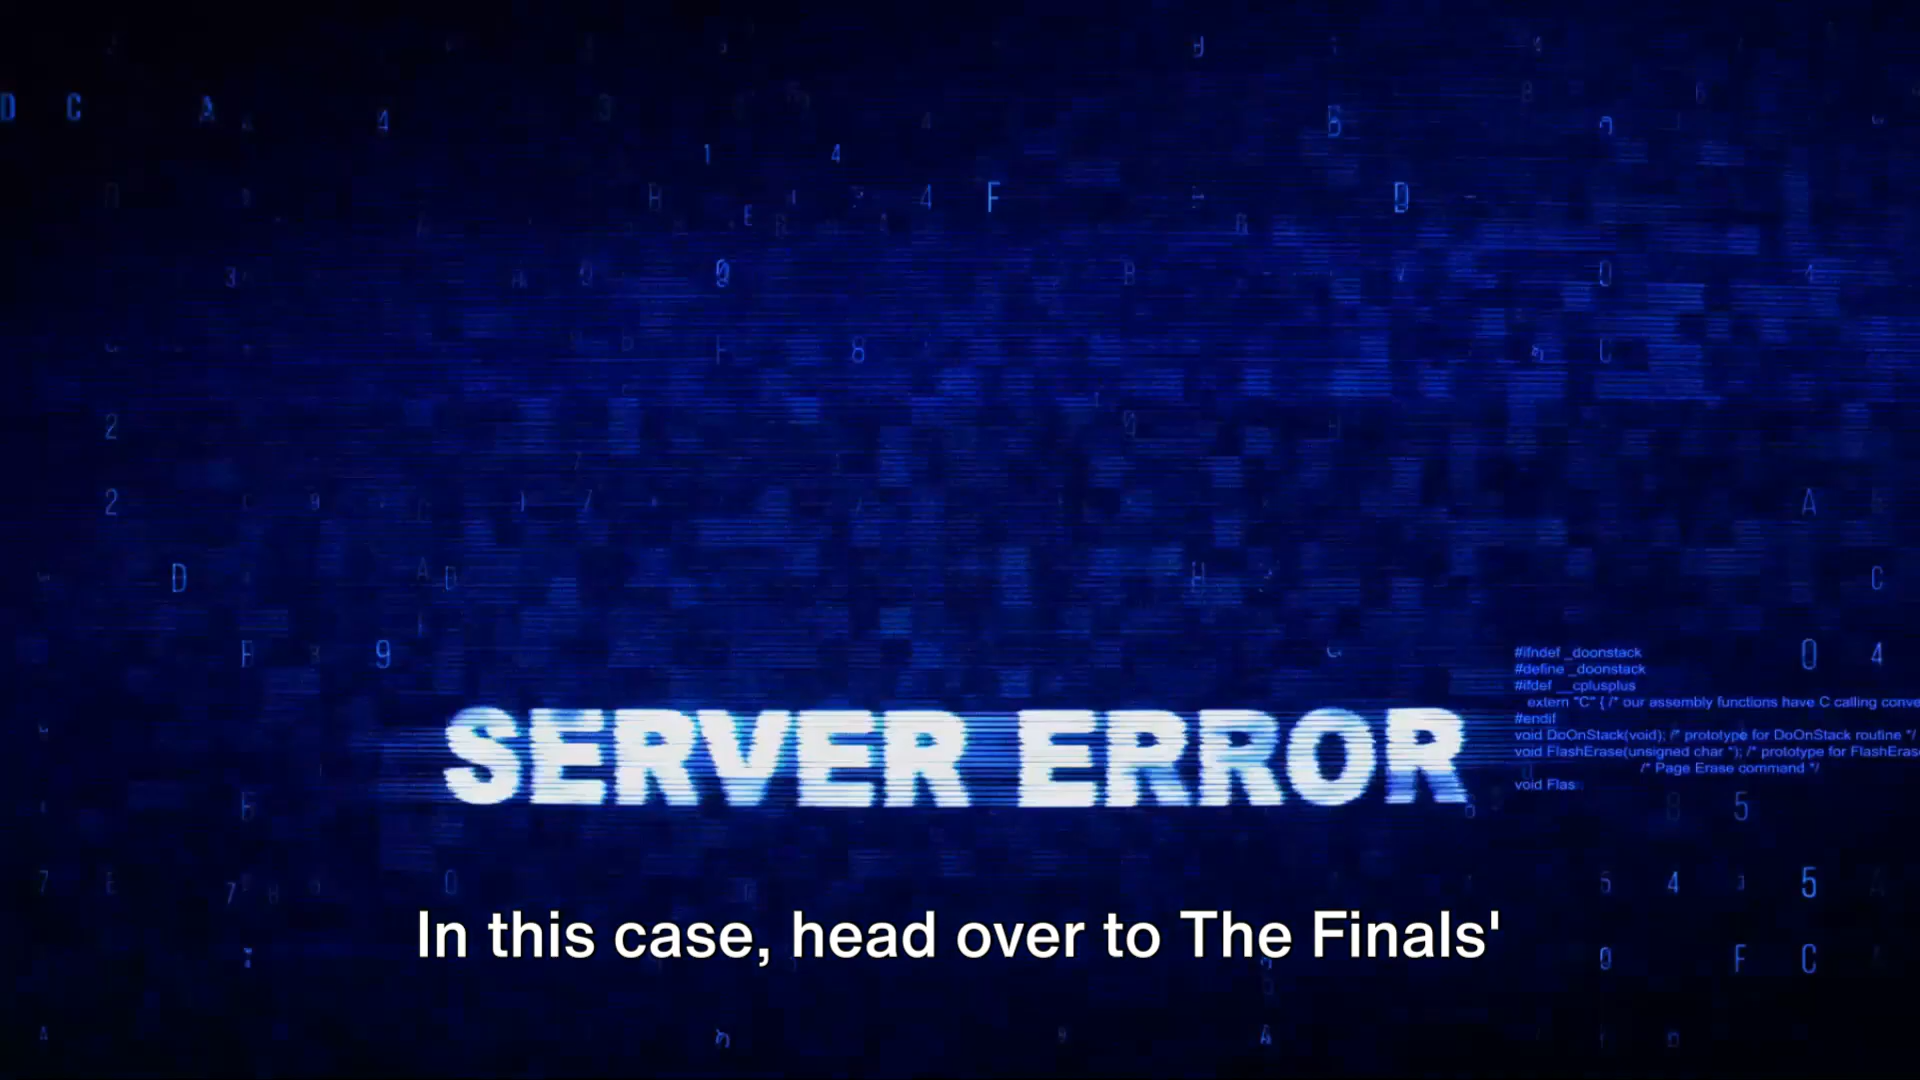 SERVER ERROR
#ifndef _doonstack
#define _doonstack
#ifdef __cplusplus
extern "C" { /* our assembly functions have C calling conve
#endif
void DoOnStack(void); /* prototype for DoOnStack routine */
void FlashErase(unsigned char *); /* prototype for FlashEras
/* Page Erase command */
void Flas
In this case, head over to The Finals'